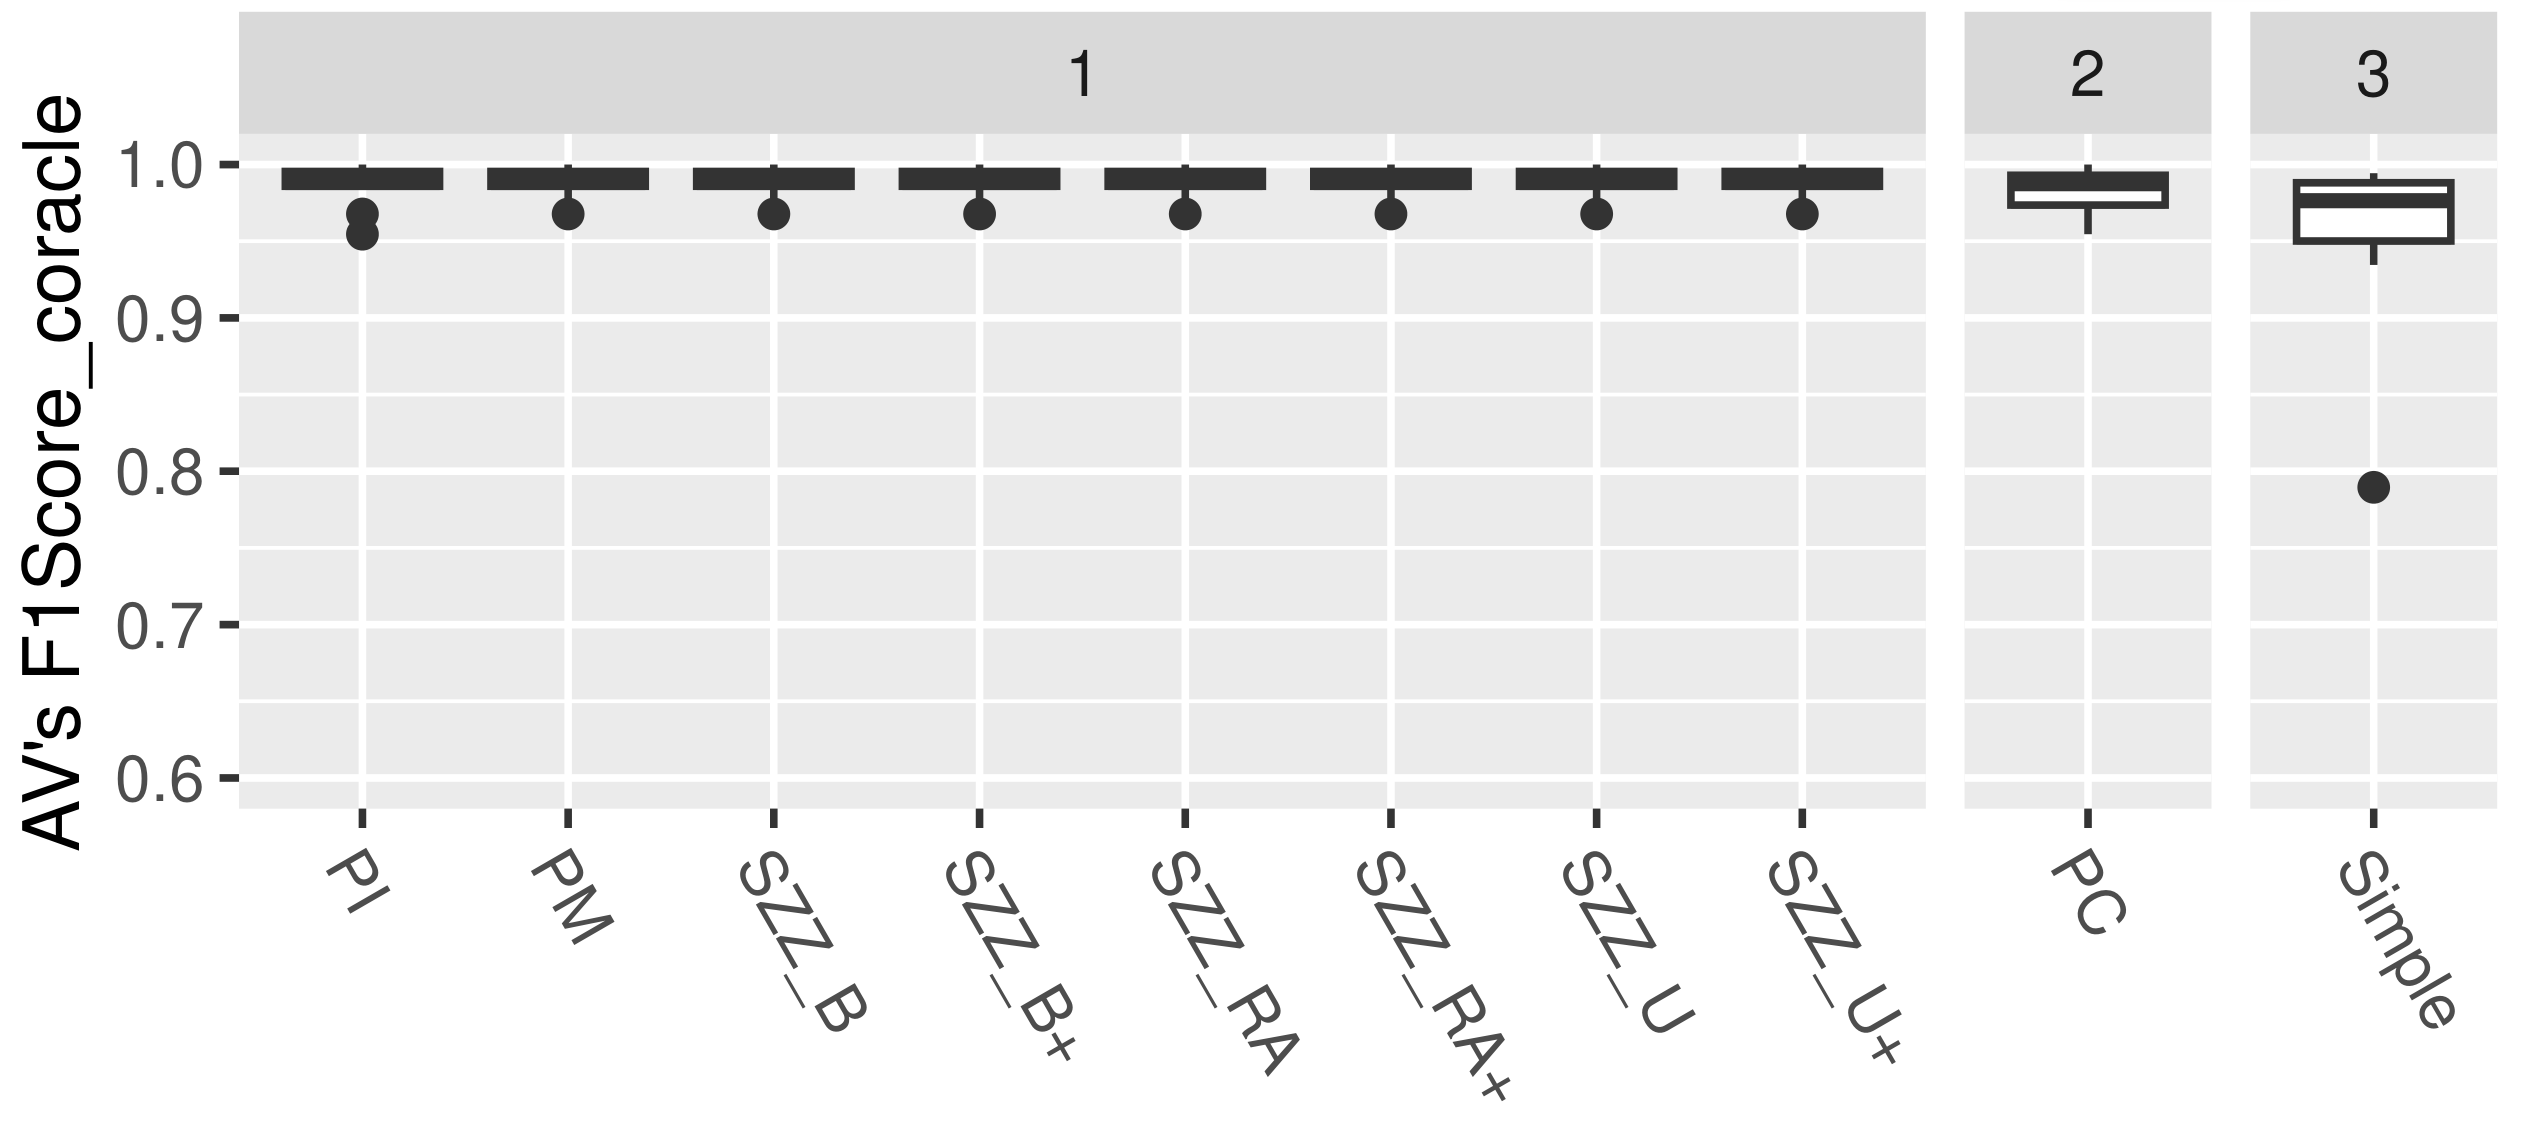 1
2
3
AV's F1Score_coracle
1.0
0.9
0.8
0.7
0.6
PI
PM
SZZ_B
SZZ_B+
SZZ_RA
SZZ_RA+
SZZ_U
SZZ_U+
PC
Simple